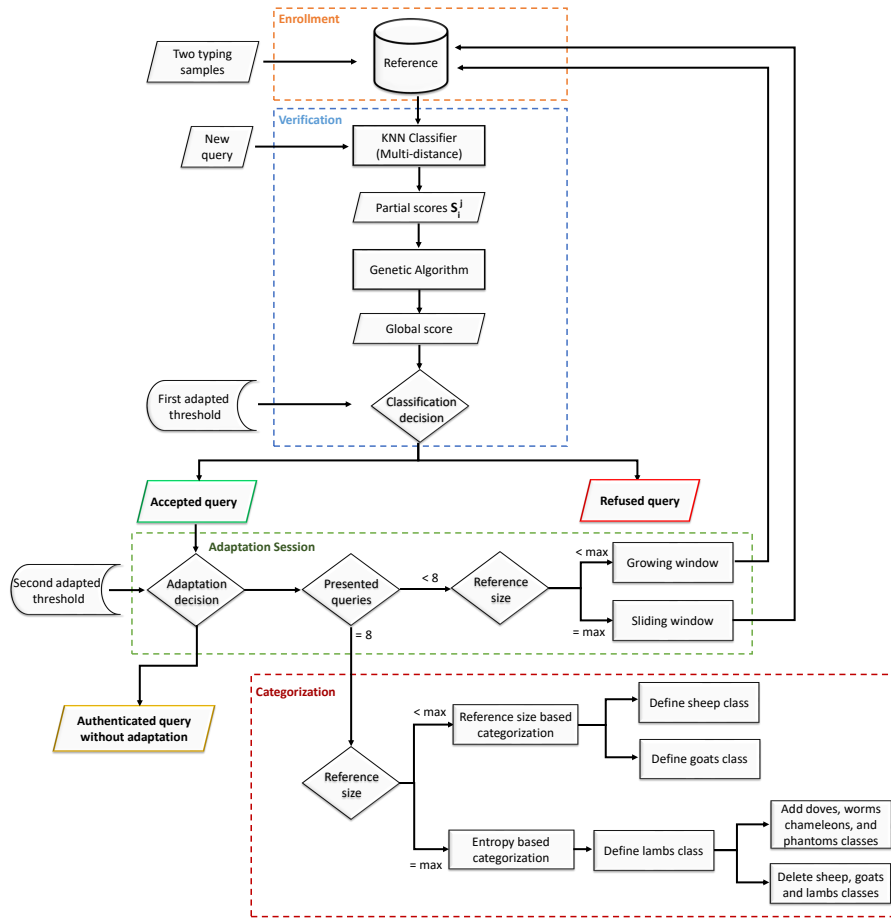 Enrollment
Two typing
samples
Reference
Verification
New
query
KNN Classifier
(Multi-distance)
Partial scores S_i^j
Genetic Algorithm
Global score
First adapted
threshold
Classification
decision
Accepted query
Refused query
Adaptation Session
Second adapted
threshold
Adaptation
decision
Presented
queries
< 8
Reference
size
< max
Growing window
= max
Sliding window
= 8
Authenticated query
without adaptation
Categorization
Reference
size
< max
Reference size based
categorization
Define sheep class
Define goats class
= max
Entropy based
categorization
Define lambs class
Add doves, worms
chameleons, and
phantoms classes
Delete sheep, goats
and lambs classes